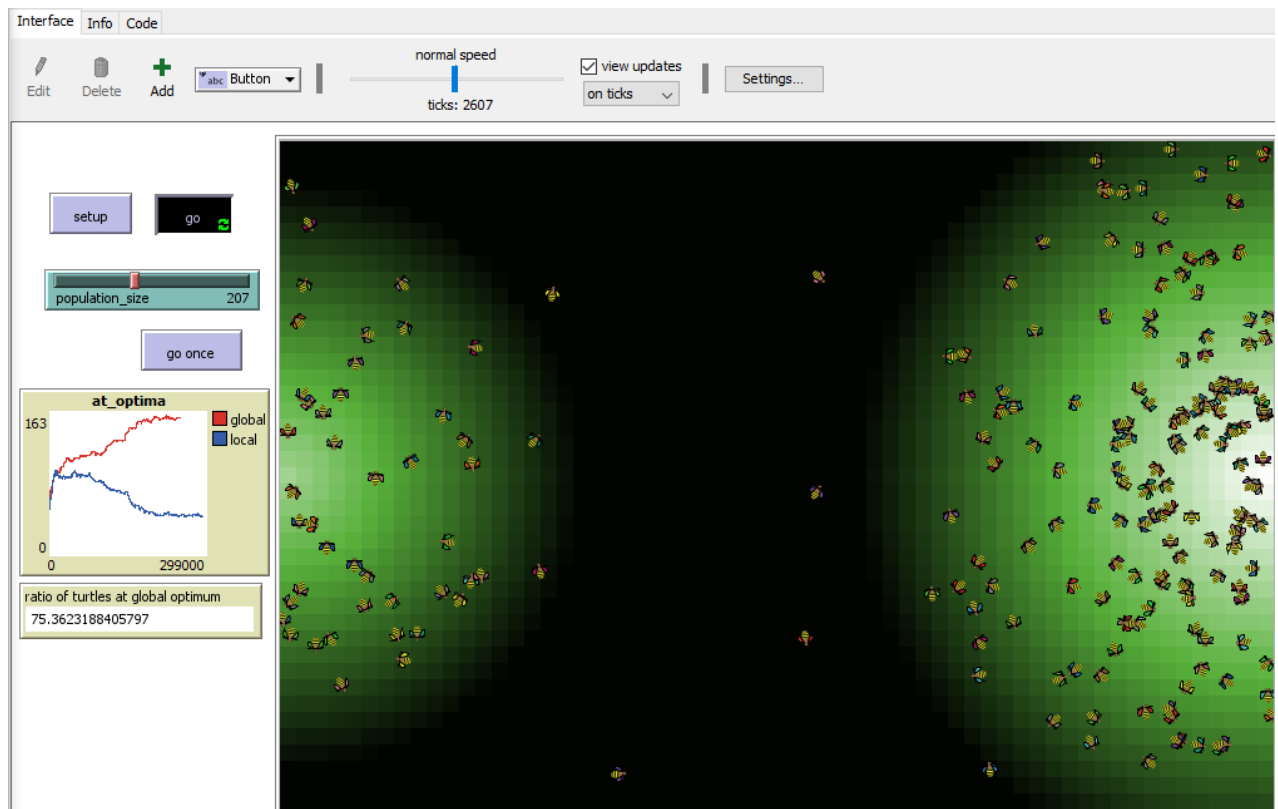 Interface Info Code
normal speed
Edit Delete Add abc Button
view updates
on ticks
Settings...
ticks: 2607
setup go
population_size 207
go once
at_optima
163
global
local
0
0 299000
ratio of turtles at global optimum
75.3623188405797